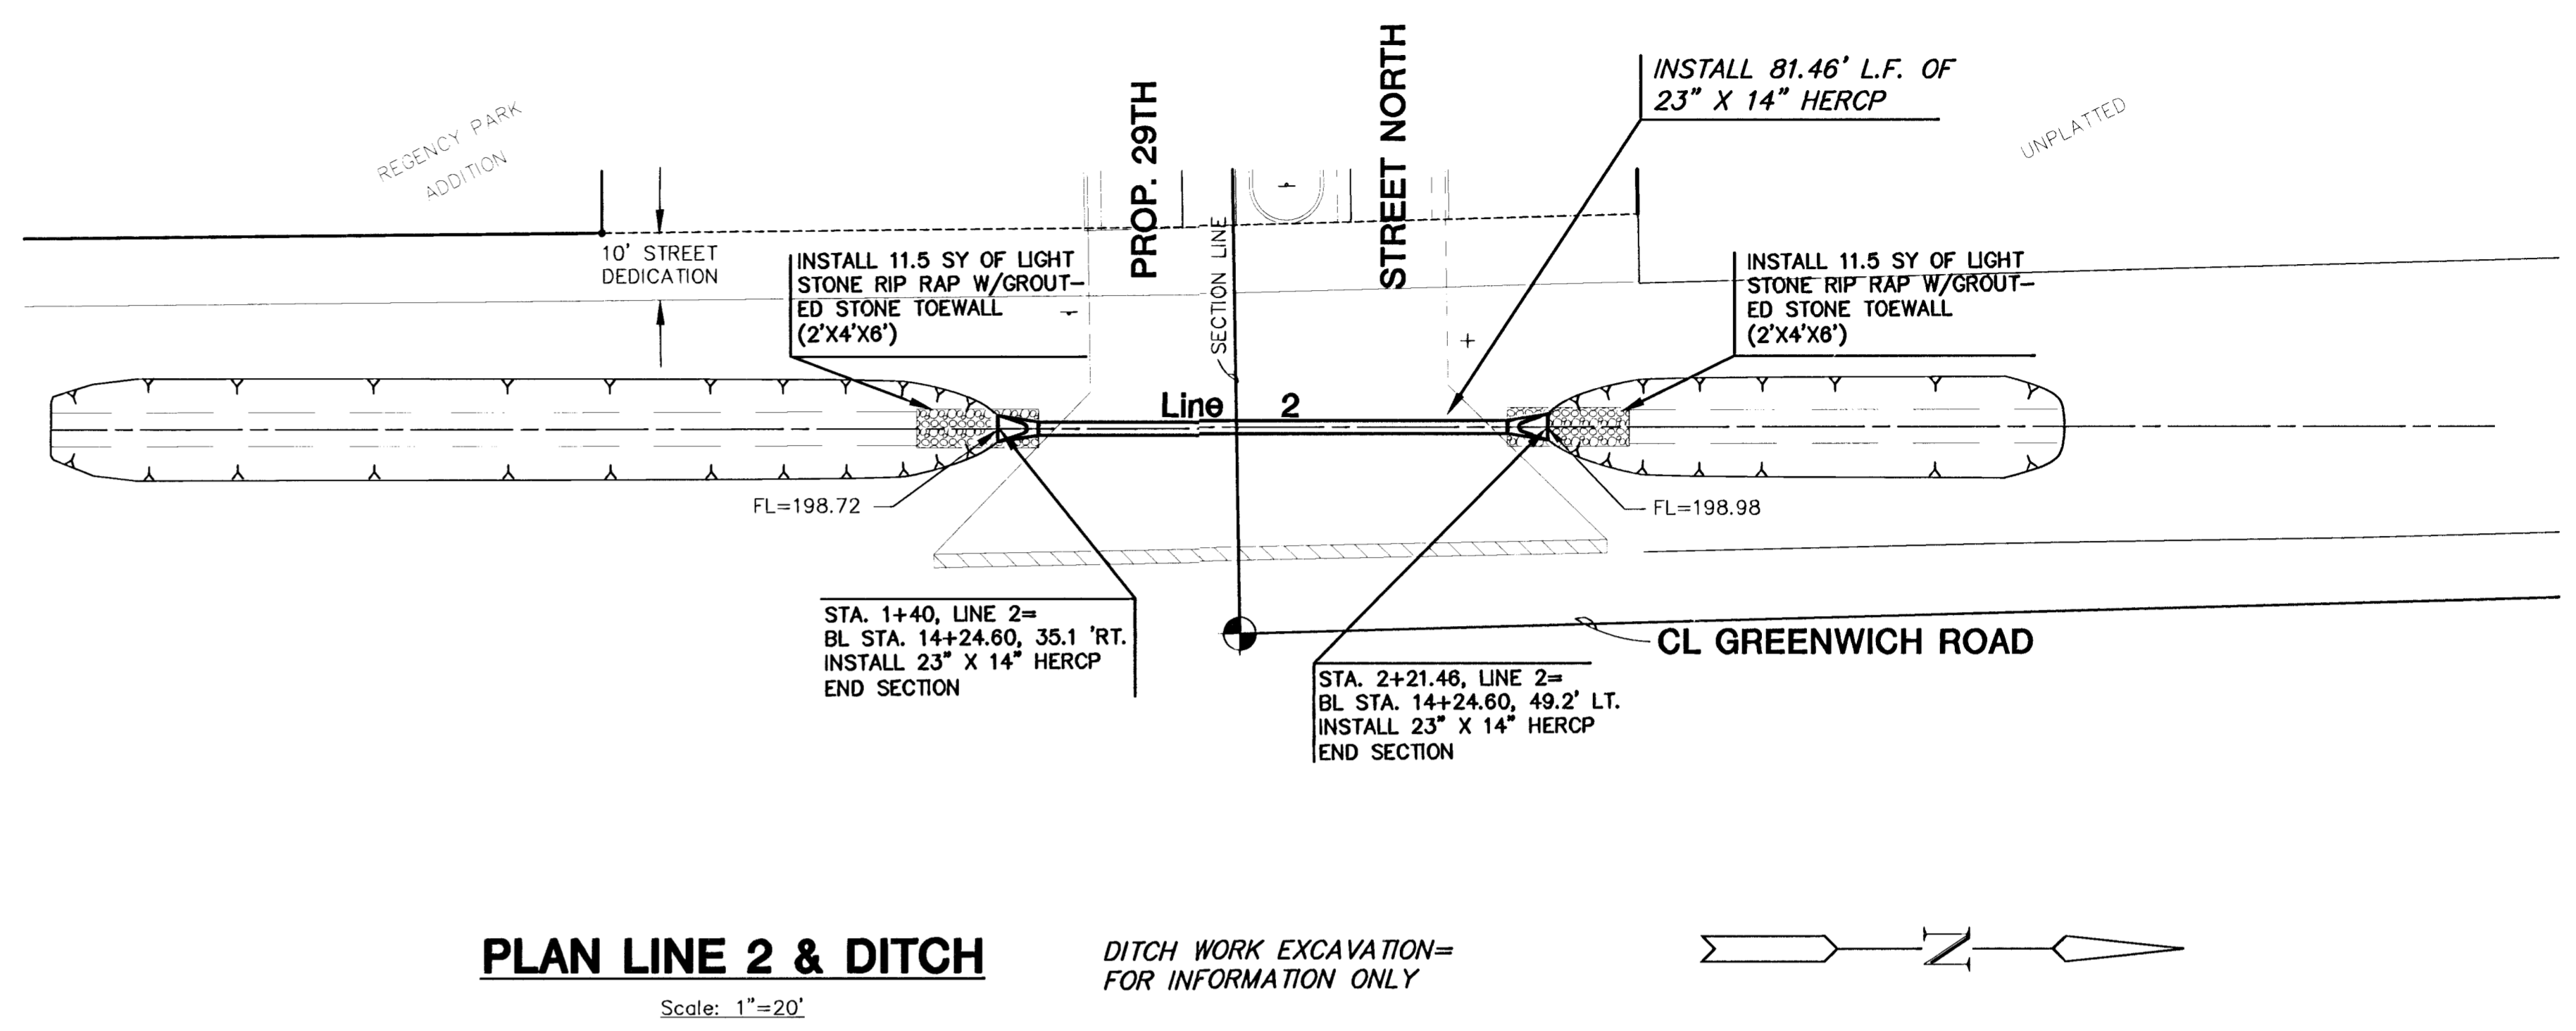 REGENCY PARK
ADDITION
PROP. 29TH
STREET NORTH
INSTALL 81.46' L.F. OF
23" X 14" HERCP
UNPLATTED
10' STREET
DEDICATION
INSTALL 11.5 SY OF LIGHT
STONE RIP RAP W/GROUT-
ED STONE TOEWALL
(2'X4'X6')
SECTION LINE
INSTALL 11.5 SY OF LIGHT
STONE RIP RAP W/GROUT-
ED STONE TOEWALL
(2'X4'X6')
Line 2
FL=198.72
FL=198.98
STA. 1+40, LINE 2=
BL STA. 14+24.60, 35.1 'RT.
INSTALL 23" X 14" HERCP
END SECTION
STA. 2+21.46, LINE 2=
BL STA. 14+24.60, 49.2' LT.
INSTALL 23" X 14" HERCP
END SECTION
CL GREENWICH ROAD
PLAN LINE 2 & DITCH
Scale: 1"=20'
DITCH WORK EXCAVATION=
FOR INFORMATION ONLY
N